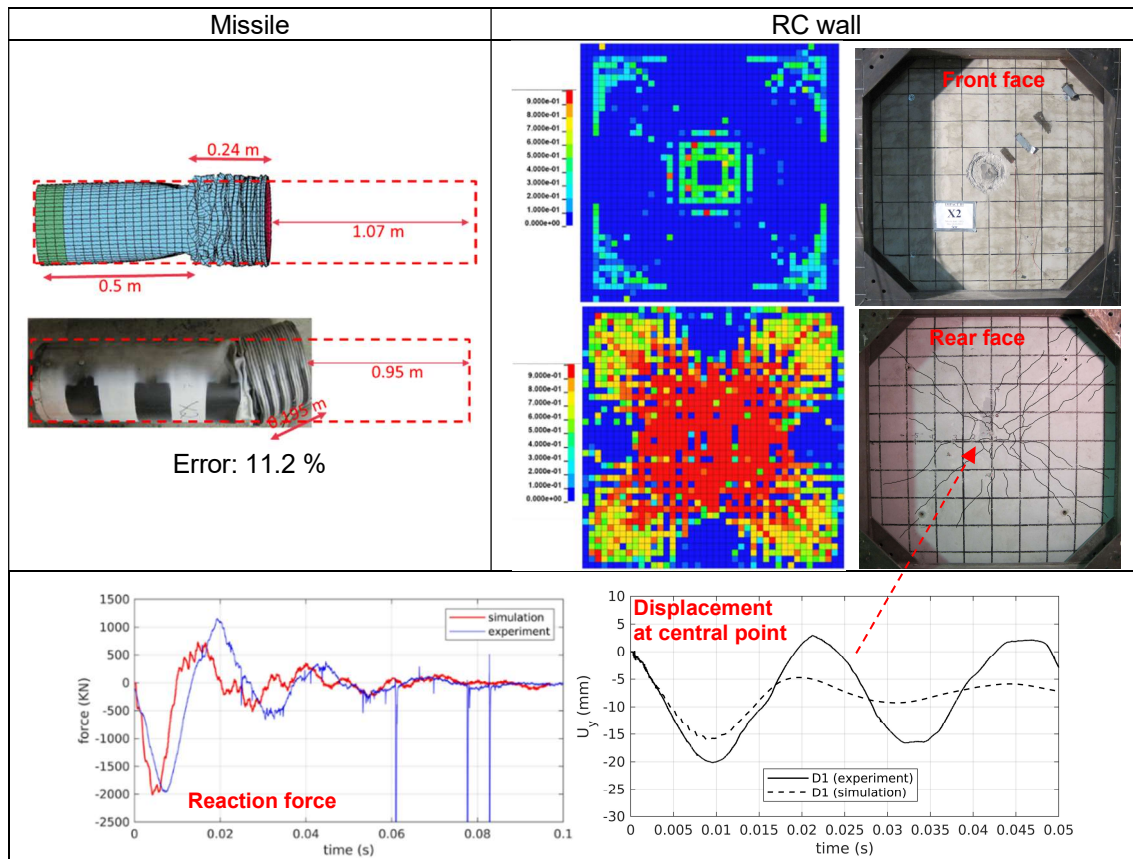 Missile
RC wall
0.24 m
1.07 m
0.5 m
0.95 m
0.195 m
Error: 11.2 %
9.000e-01
8.000e-01
7.000e-01
6.000e-01
5.000e-01
4.000e-01
3.000e-01
2.000e-01
1.000e-01
0.000e+00
Front face
X2
9.000e-01
8.000e-01
7.000e-01
6.000e-01
5.000e-01
4.000e-01
3.000e-01
2.000e-01
1.000e-01
0.000e+00
Rear face
1500
1000
500
0
-500
-1000
-1500
-2000
-2500
force (KN)
simulation
experiment
Reaction force
0
0.02
0.04
0.06
0.08
0.1
time (s)
10
5
0
-5
-10
-15
-20
-25
-30
U_y (mm)
Displacement
at central point
D1 (experiment)
D1 (simulation)
0
0.005
0.01
0.015
0.02
0.025
0.03
0.035
0.04
0.045
0.05
time (s)